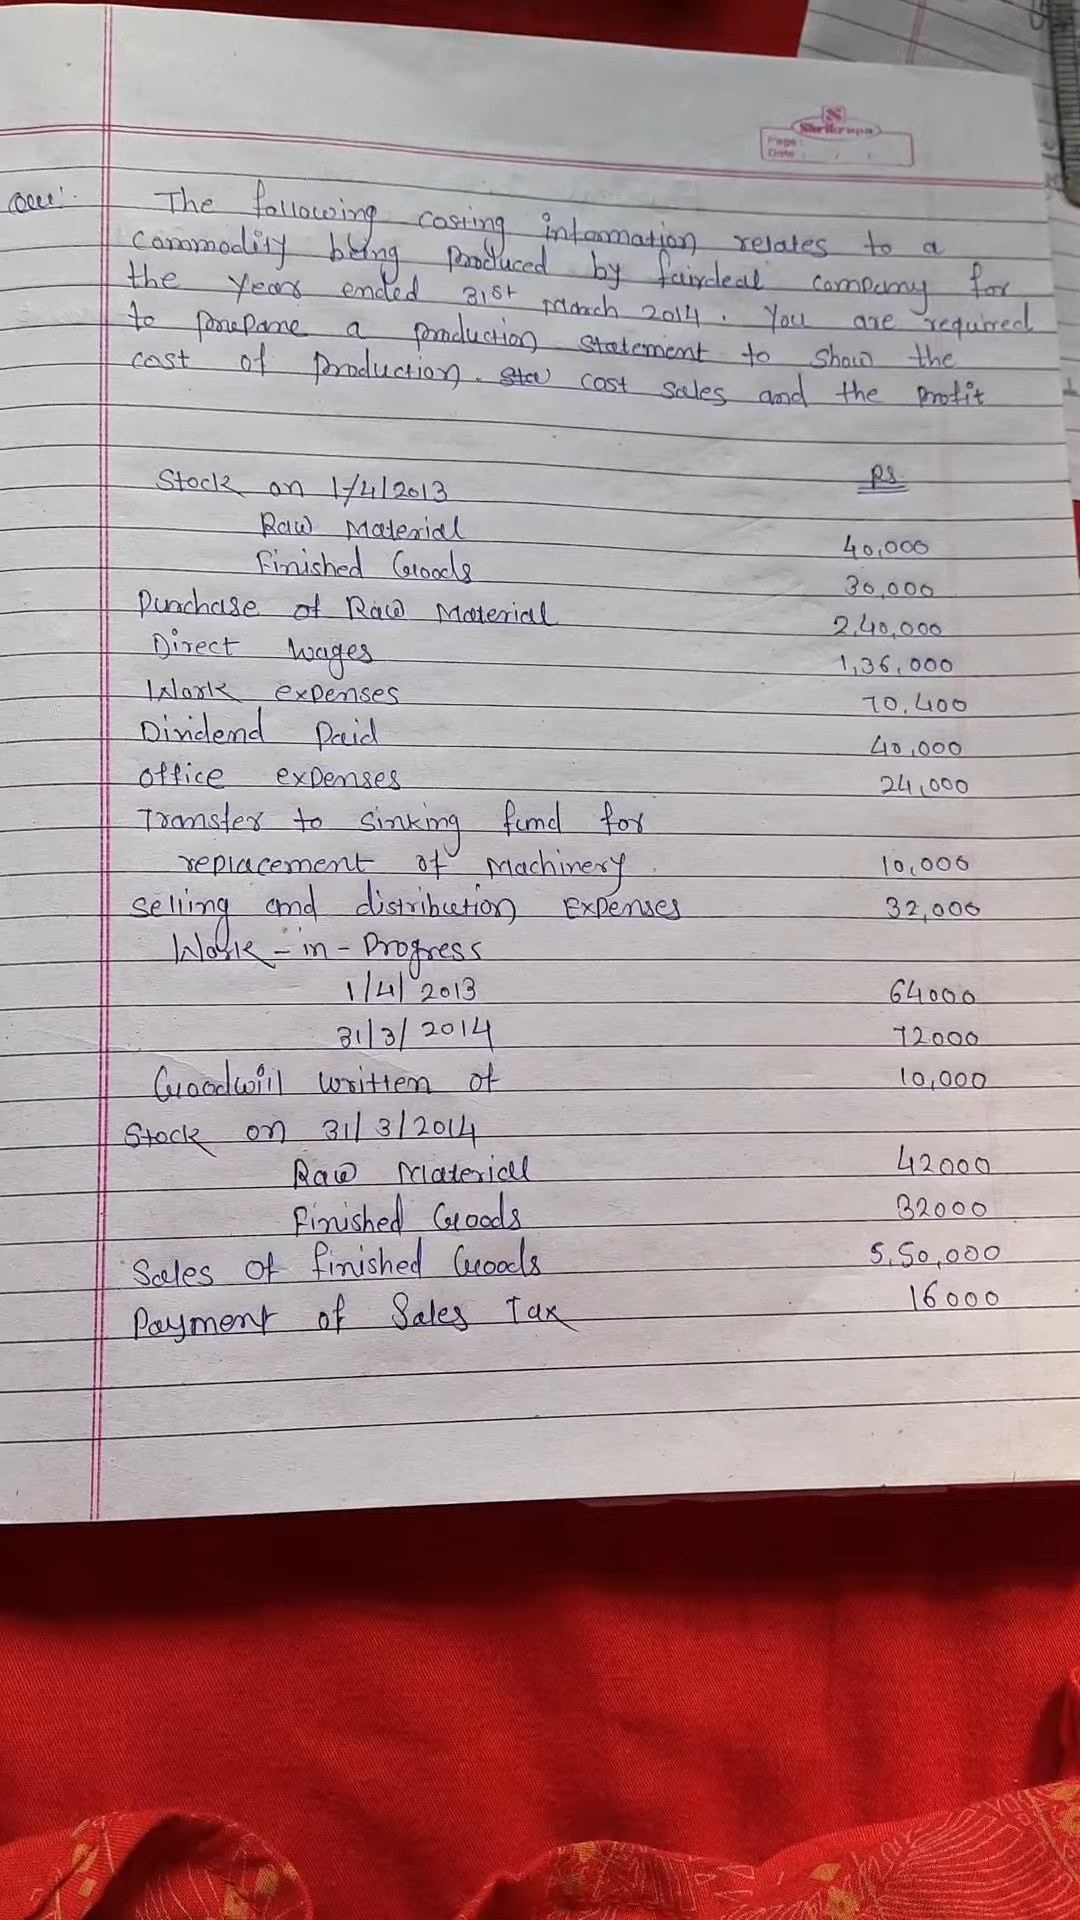 Shrikrupa
Page :
Date : / /
Que:- The following costing information relates to a
commodity being produced by fairdeal company for
the years ended 31st March 2014. You are required
to prepare a production statement to show the
cost of production. cost sales and the profit
Rs.
Stock on 1/4/2013
Raw Material 40,000
Finished Goods 30,000
Purchase of Raw Material 2,40,000
Direct wages 1,36,000
Work expenses 70,400
Dividend Paid 40,000
office expenses 24,000
Transfer to sinking fund for
replacement of Machinery. 10,000
selling and distribution Expenses 32,000
Work-in-Progress
1/4/2013 64000
31/3/2014 72000
Goodwill written of 10,000
Stock on 31/3/2014
Raw Material 42000
Finished Goods 32000
Sales of finished Goods 5,50,000
Payment of Sales Tax 16000